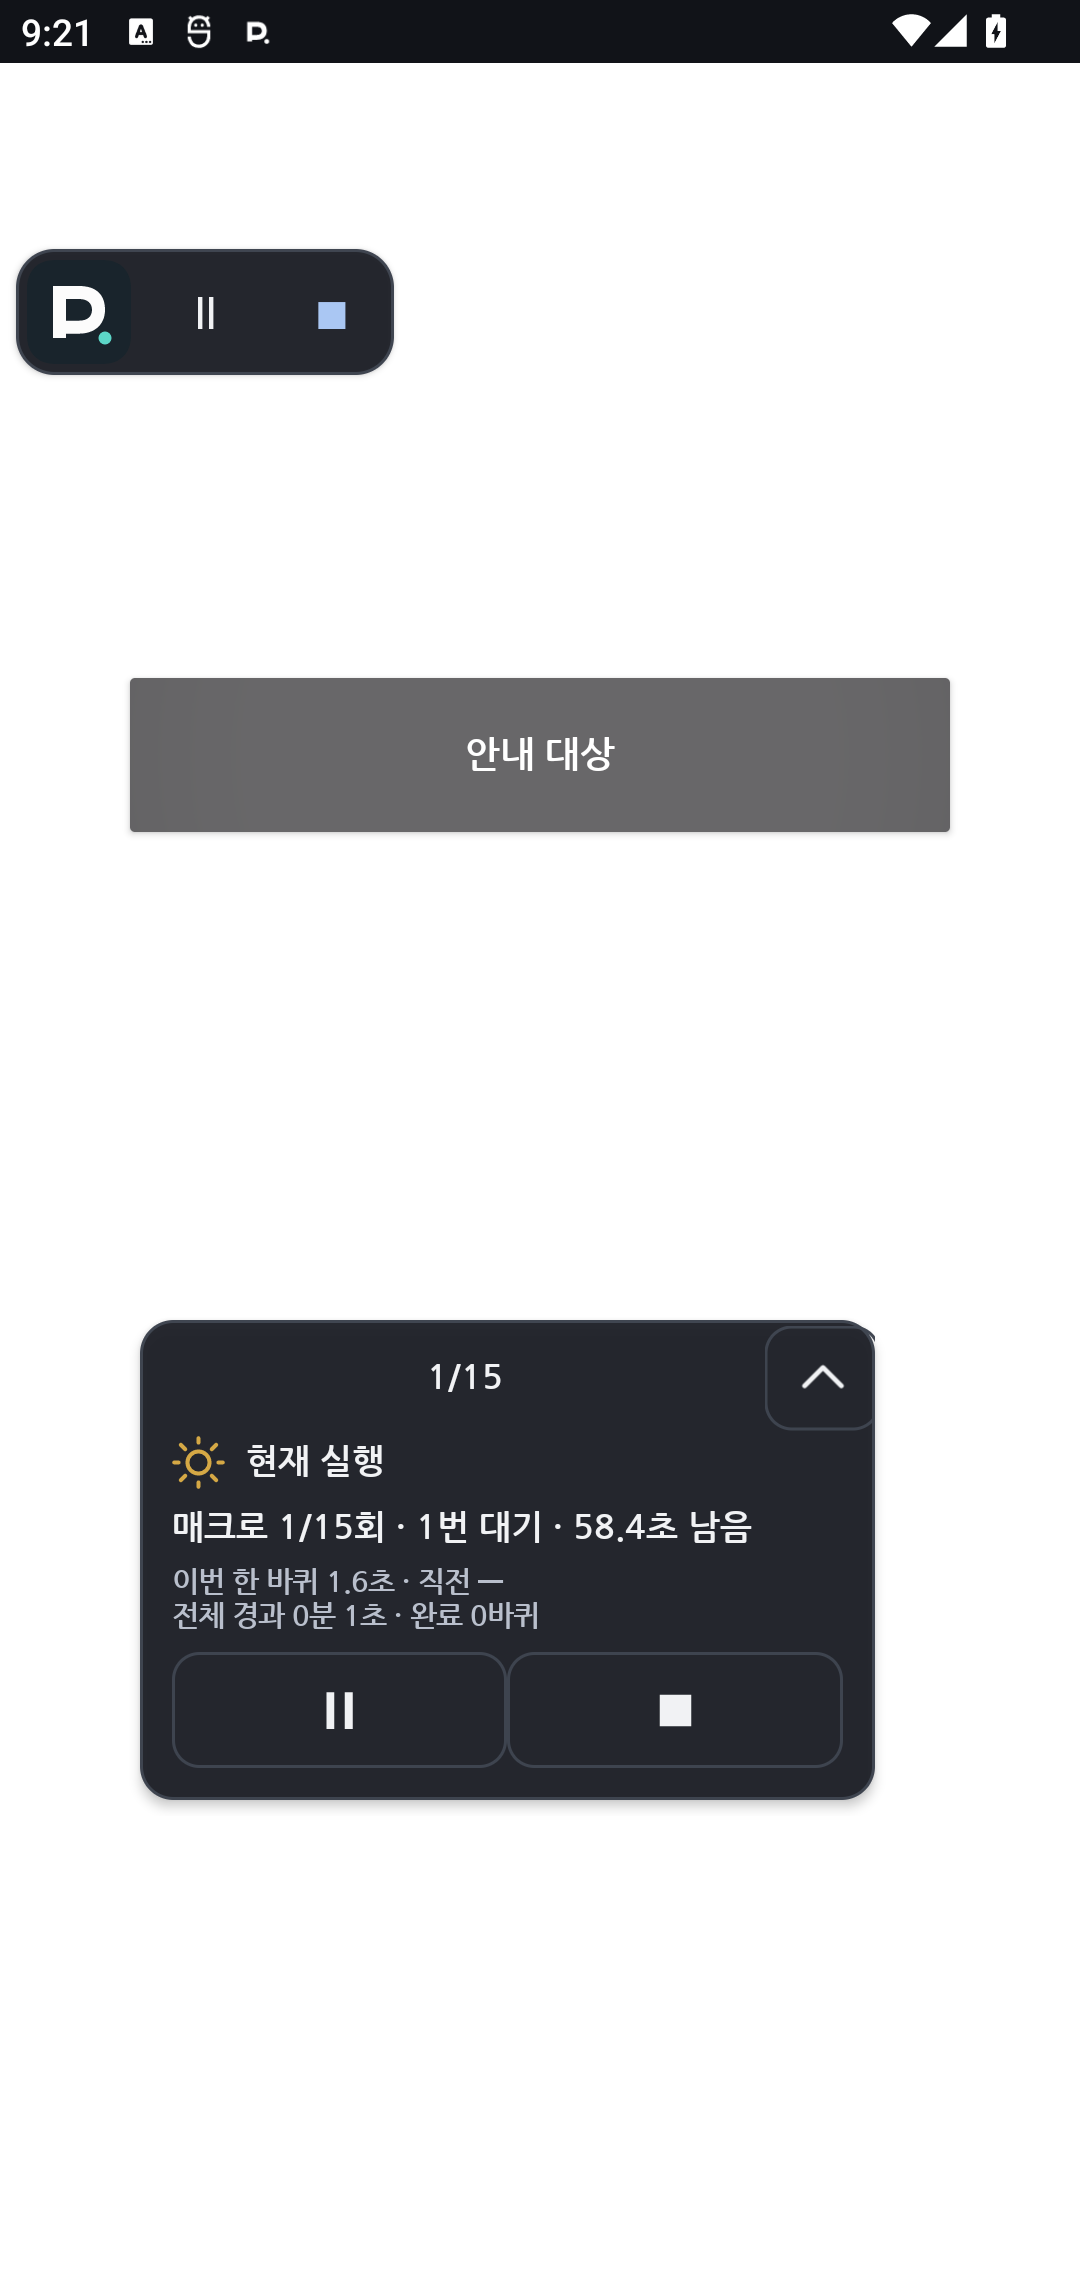 9:21
안내 대상
1/15
현재 실행
매크로 1/15회 · 1번 대기 · 58.4초 남음
이번 한 바퀴 1.6초 · 직전 —
전체 경과 0분 1초 · 완료 0바퀴